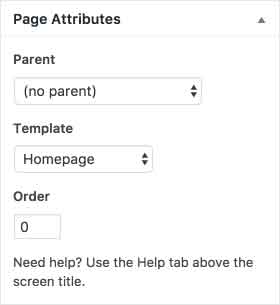 Page Attributes
Parent
(no parent)
Template
Homepage
Order
0
Need help? Use the Help tab above the
screen title.